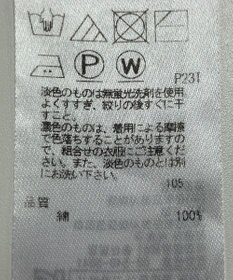 P
W
P231
淡色のものは無蛍光洗剤を使用
よくすすぎ、絞りの後すぐに干
すこと。
濃色のものは、着用による摩擦
で色落ちすることがありますの
で、組合せの衣服にご注意くだ
さい。また、淡色のものとは別
にお洗い下さい。
105
品質
綿 100%